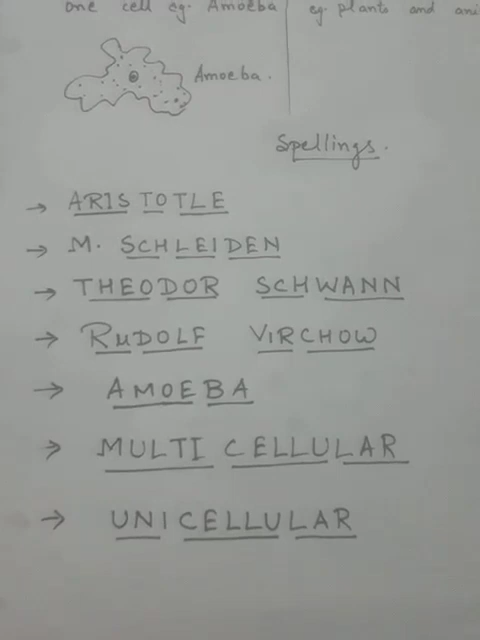 one cell eg. Amoeba eg. plants and ani
Amoeba.
Spellings.
→ ARISTOTLE
→ M. SCHLEIDEN
→ THEODOR SCHWANN
→ RUDOLF VIRCHOW
→ AMOEBA
→ MULTI CELLULAR
→ UNICELLULAR